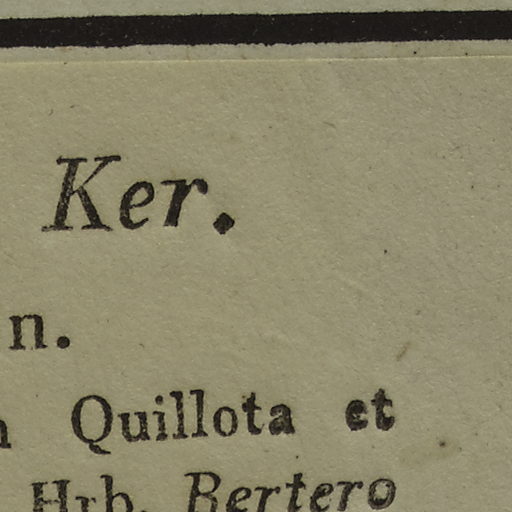 Ker.
n.
Quillota et
Hrb. Bertero